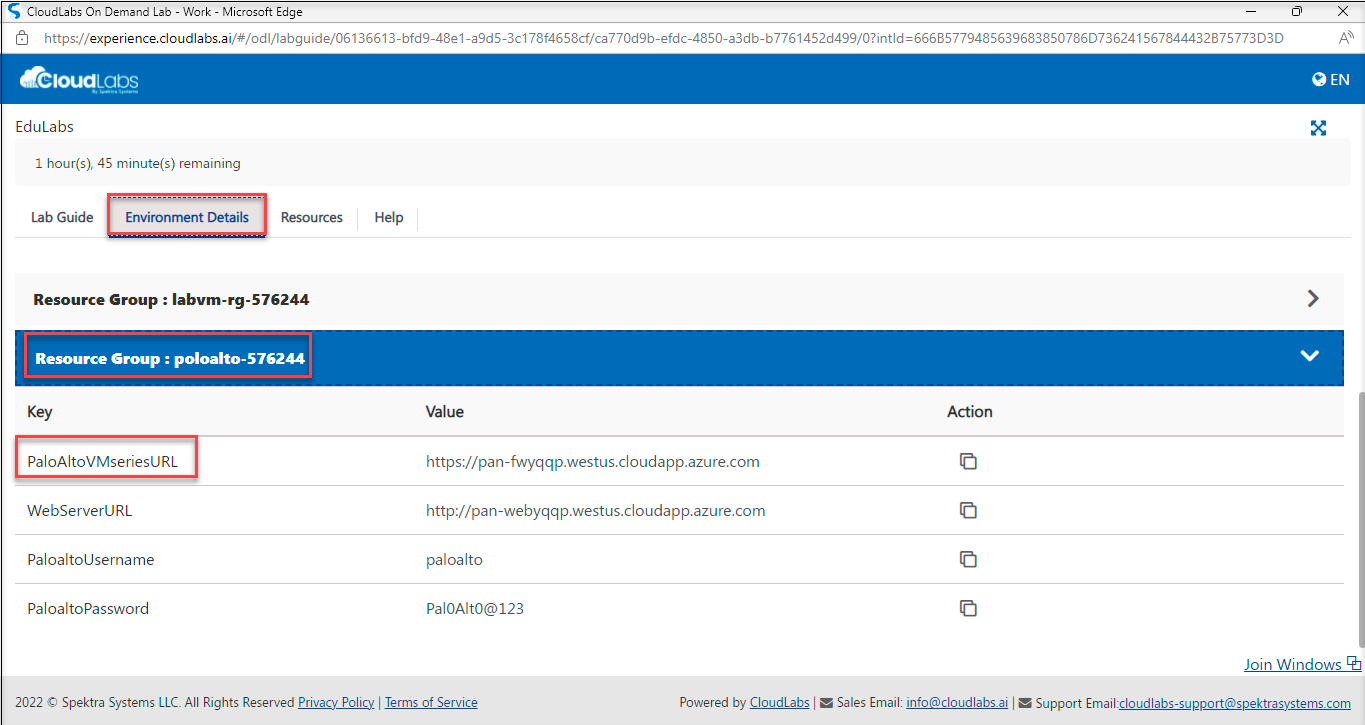 CloudLabs On Demand Lab - Work - Microsoft Edge
https://experience.cloudlabs.ai/#/odl/labguide/06136613-bfd9-48e1-a9d5-3c178f4658cf/ca770d9b-efdc-4850-a3db-b7761452d499/0?intId=666B5779485639683850786D736241567844432B75773D3D
CloudLabs
By Spektra Systems
EN
EduLabs
1 hour(s), 45 minute(s) remaining
Lab Guide Environment Details Resources Help
Resource Group : labvm-rg-576244
Resource Group : poloalto-576244
Key Value Action
PaloAltoVMseriesURL https://pan-fwyqqp.westus.cloudapp.azure.com
WebServerURL http://pan-webyqqp.westus.cloudapp.azure.com
PaloaltoUsername paloalto
PaloaltoPassword Pal0Alt0@123
Join Windows
2022 © Spektra Systems LLC. All Rights Reserved Privacy Policy | Terms of Service Powered by CloudLabs | Sales Email: info@cloudlabs.ai | Support Email:cloudlabs-support@spektrasystems.com